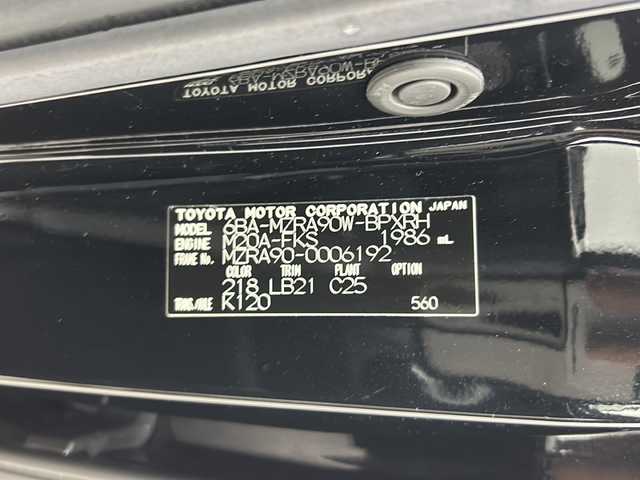 TOYOTA MOTOR CORPORATION JAPAN
MODEL 6BA-MZRA90W-BPXRH
ENGINE M20A-FKS 1986 mL
FRAME No. MZRA90-0006192
COLOR TRIM PLANT OPTION
218 LB21 C25
TRANS./AXLE K120 560